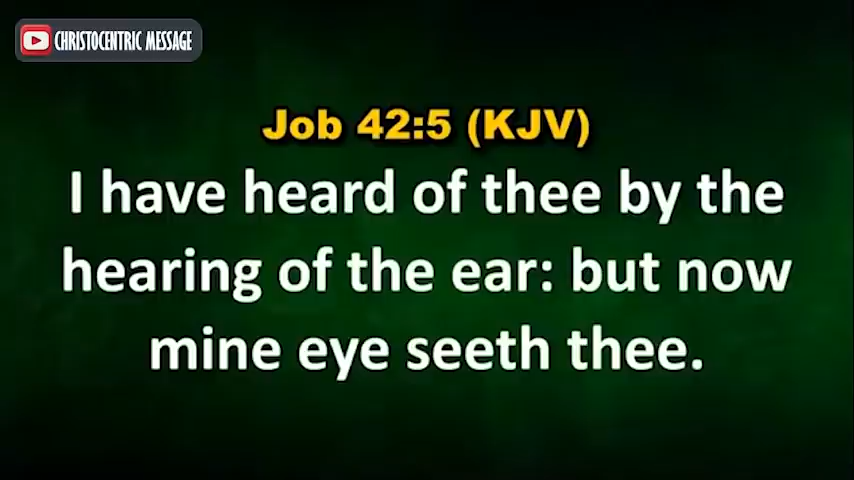 CHRISTOCENTRIC MESSAGE
Job 42:5 (KJV)
I have heard of thee by the
hearing of the ear: but now
mine eye seeth thee.